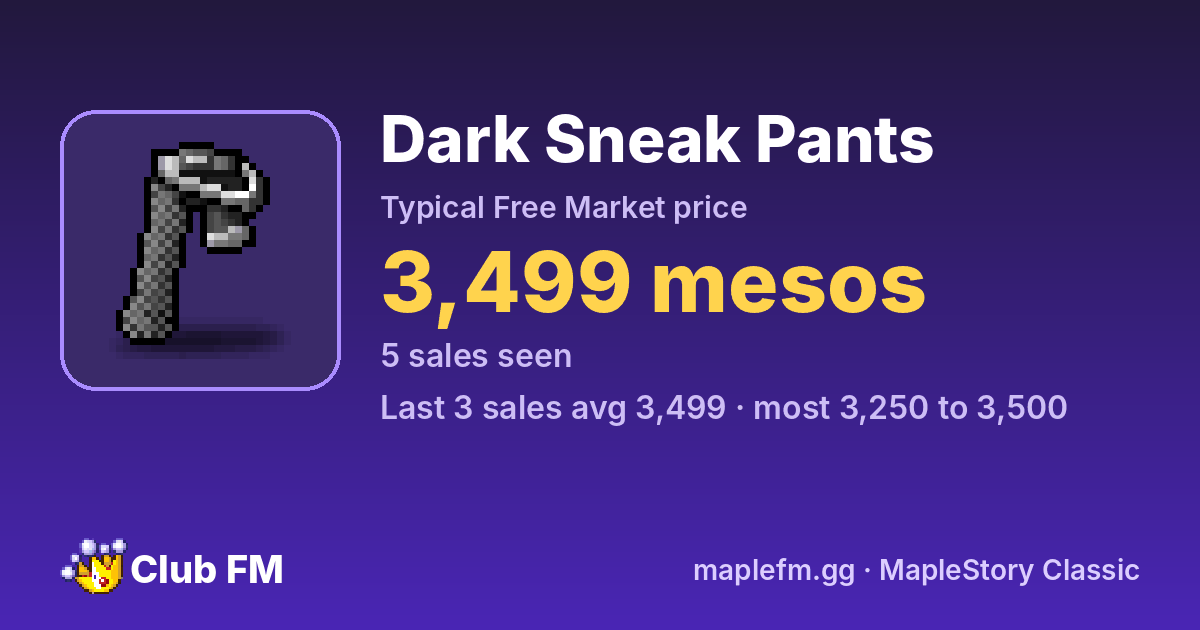 Dark Sneak Pants
Typical Free Market price
3,499 mesos
5 sales seen
Last 3 sales avg 3,499 · most 3,250 to 3,500
Club FM
maplefm.gg · MapleStory Classic